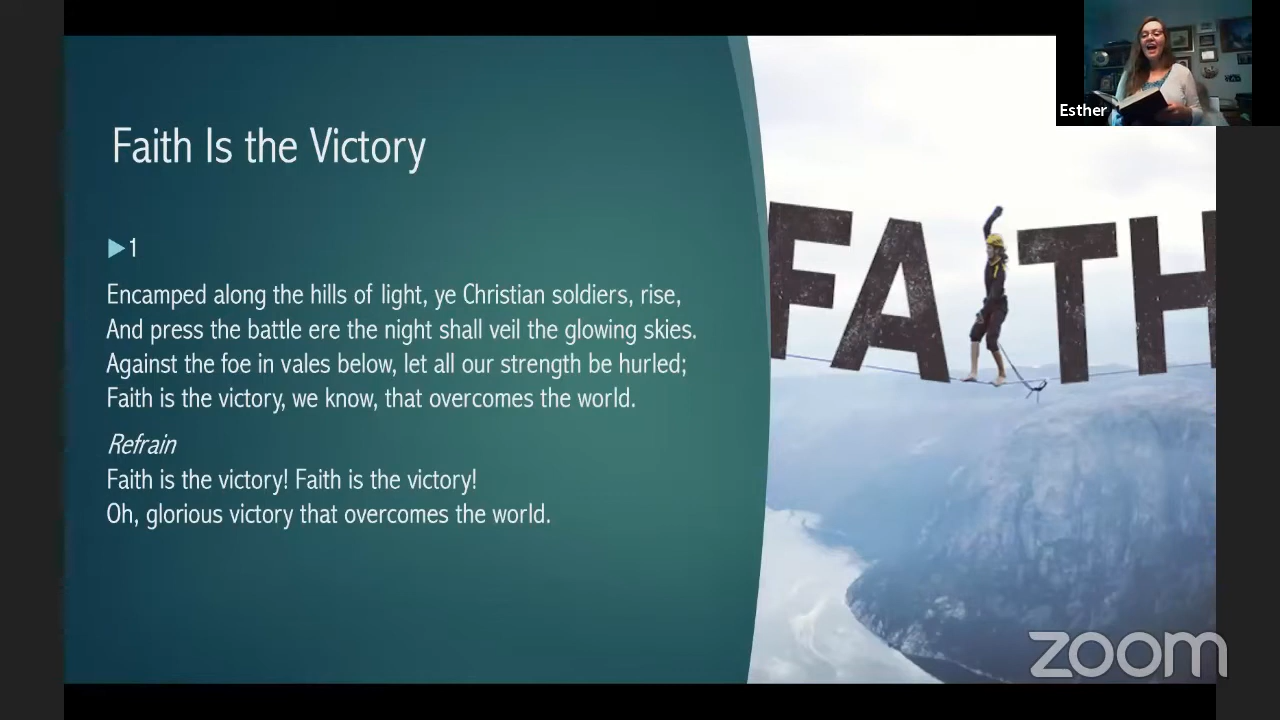 Faith Is the Victory
1
Encamped along the hills of light, ye Christian soldiers, rise,
And press the battle ere the night shall veil the glowing skies.
Against the foe in vales below, let all our strength be hurled;
Faith is the victory, we know, that overcomes the world.
Refrain
Faith is the victory! Faith is the victory!
Oh, glorious victory that overcomes the world.
FAITH
Esther
zoom